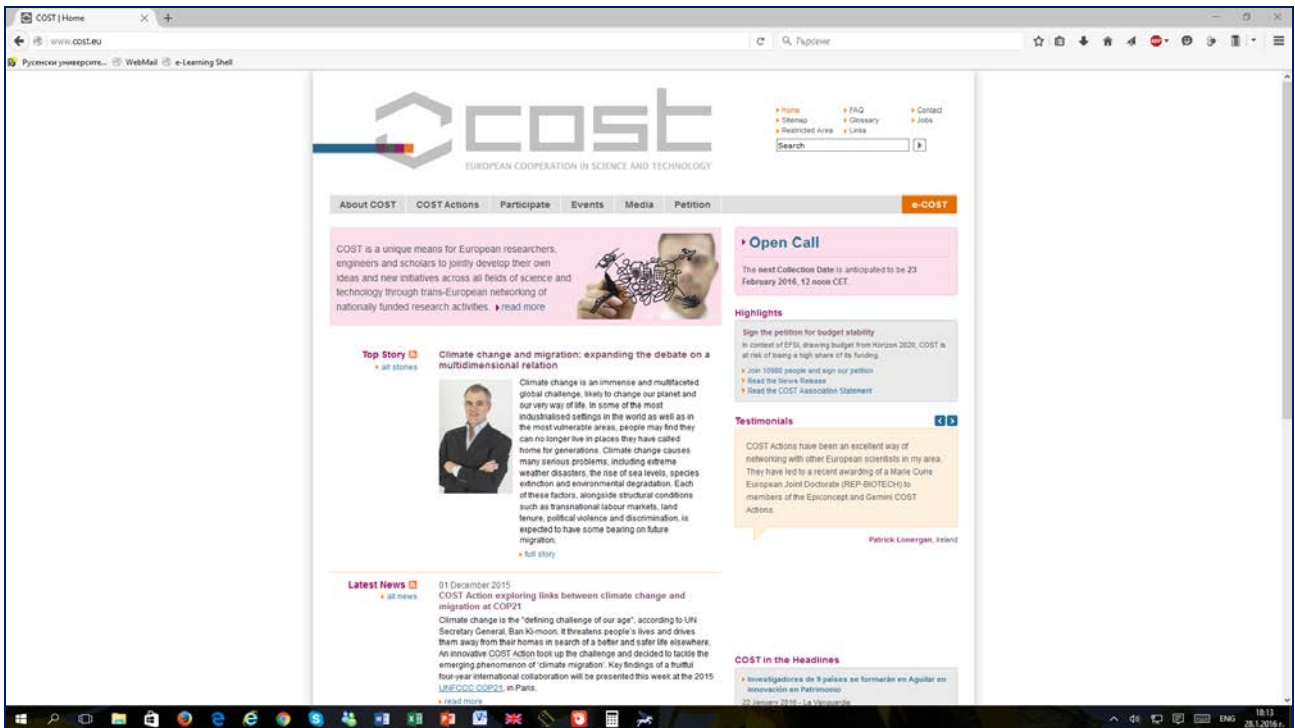 COST | Home
www.cost.eu
Търсене
Русенски университе...
WebMail
e-Learning Shell
cost
EUROPEAN COOPERATION IN SCIENCE AND TECHNOLOGY
Home
FAQ
Contact
Sitemap
Glossary
Jobs
Restricted Area
Links
Search
About COST
COST Actions
Participate
Events
Media
Petition
e-COST
COST is a unique means for European researchers,
engineers and scholars to jointly develop their own
ideas and new initiatives across all fields of science and
technology through trans-European networking of
nationally funded research activities. read more
Open Call
The next Collection Date is anticipated to be 23
February 2016, 12 noon CET.
Highlights
Sign the petition for budget stability
In context of EFSI, drawing budget from Horizon 2020, COST is
at risk of losing a high share of its funding.
Join 10980 people and sign our petition
Read the News Release
Read the COST Association Statement
Top Story
all stories
Climate change and migration: expanding the debate on a
multidimensional relation
Climate change is an immense and multifaceted
global challenge, likely to change our planet and
our very way of life. In some of the most
industrialised settings in the world as well as in
the most vulnerable areas, people may find they
can no longer live in places they have called
home for generations. Climate change causes
many serious problems, including extreme
weather disasters, the rise of sea levels, species
extinction and environmental degradation. Each
of these factors, alongside structural conditions
such as transnational labour markets, land
tenure, political violence and discrimination, is
expected to have some bearing on future
migration.
full story
Testimonials
COST Actions have been an excellent way of
networking with other European scientists in my area.
They have led to a recent awarding of a Marie Curie
European Joint Doctorate (REP-BIOTECH) to
members of the Epiconcept and Gemini COST
Actions.
Patrick Lonergan, Ireland
Latest News
all news
01 December 2015
COST Action exploring links between climate change and
migration at COP21
Climate change is the "defining challenge of our age", according to UN
Secretary General, Ban Ki-moon. It threatens people's lives and drives
them away from their homes in search of a better and safer life elsewhere.
An innovative COST Action took up the challenge and decided to tackle the
emerging phenomenon of 'climate migration'. Key findings of a fruitful
four-year international collaboration will be presented this week at the 2015
UNFCCC COP21, in Paris.
read more
COST in the Headlines
Investigadores de 9 países se formarán en Aguilar en
innovación en Patrimonio
22 January 2016 - La Vanguardia
ENG
18:13
28.1.2016 г.